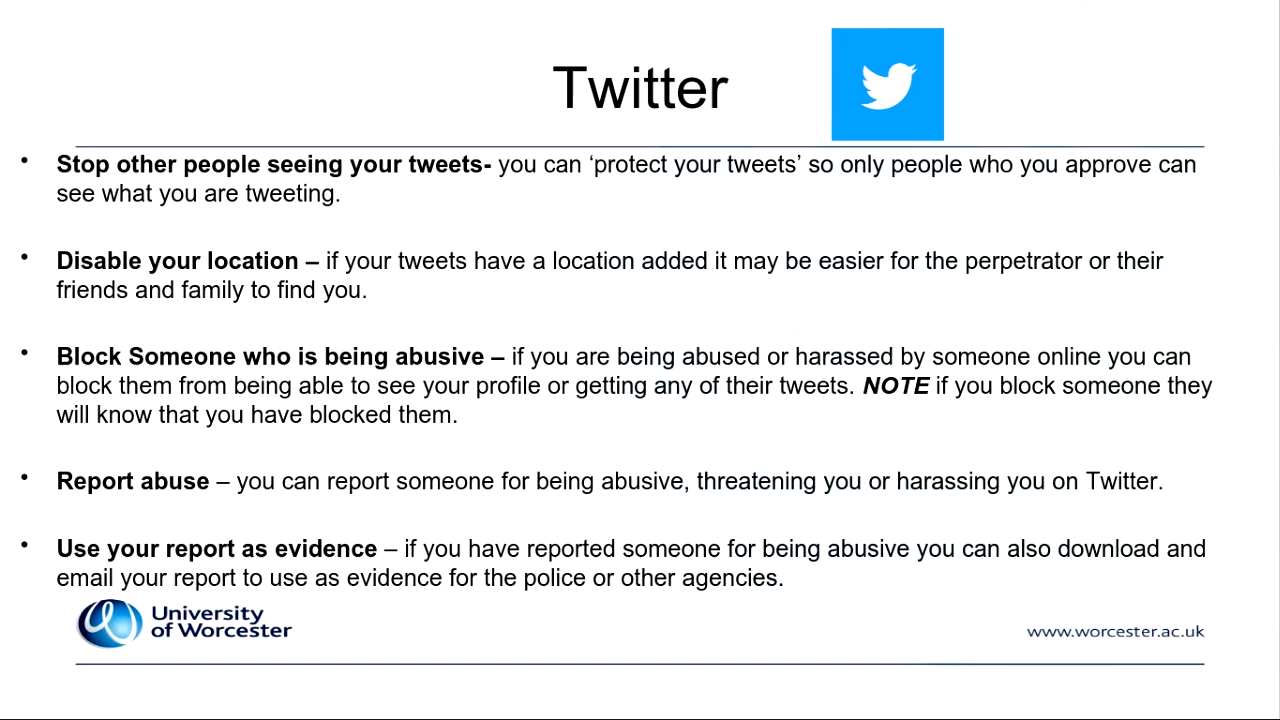 Twitter
• Stop other people seeing your tweets- you can ‘protect your tweets’ so only people who you approve can
see what you are tweeting.
• Disable your location – if your tweets have a location added it may be easier for the perpetrator or their
friends and family to find you.
• Block Someone who is being abusive – if you are being abused or harassed by someone online you can
block them from being able to see your profile or getting any of their tweets. NOTE if you block someone they
will know that you have blocked them.
• Report abuse – you can report someone for being abusive, threatening you or harassing you on Twitter.
• Use your report as evidence – if you have reported someone for being abusive you can also download and
email your report to use as evidence for the police or other agencies.
University
of Worcester
www.worcester.ac.uk